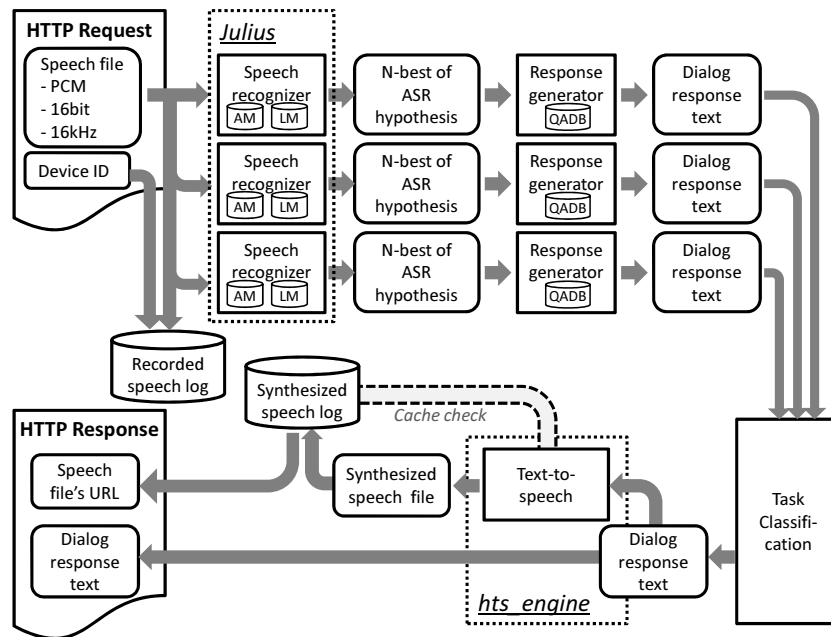 HTTP Request
Speech file
- PCM
- 16bit
- 16kHz
Device ID
Julius
Speech
recognizer
AM LM
N-best of
ASR
hypothesis
Response
generator
QADB
Dialog
response
text
Speech
recognizer
AM LM
N-best of
ASR
hypothesis
Response
generator
QADB
Dialog
response
text
Speech
recognizer
AM LM
N-best of
ASR
hypothesis
Response
generator
QADB
Dialog
response
text
Recorded
speech log
Synthesized
speech log
Cache check
HTTP Response
Speech
file's URL
Synthesized
speech file
Text-to-
speech
Task
Classifi-
cation
Dialog
response
text
Dialog
response
text
hts_engine